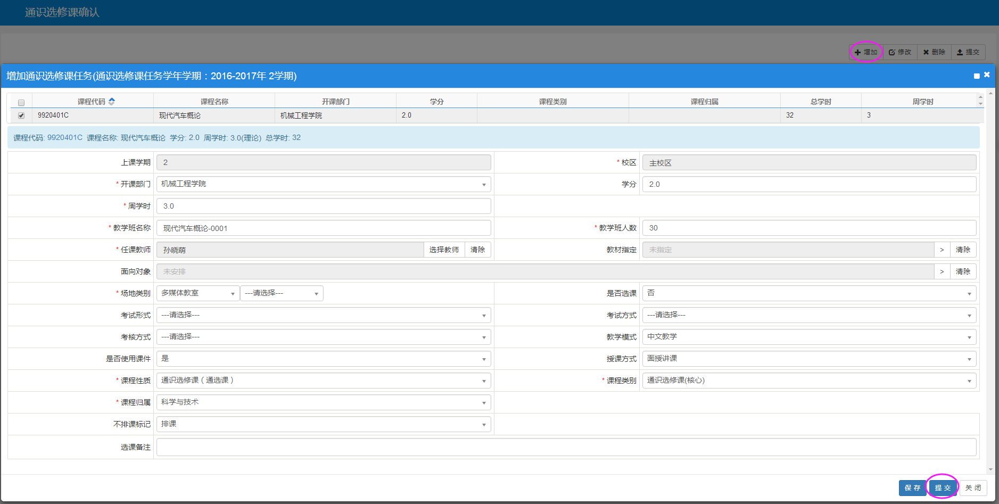 通识选修课确认
增加 修改 删除 提交
增加通识选修课任务(通识选修课任务学年学期：2016-2017年 2学期)
课程代码 课程名称 开课部门 学分 课程类别 课程归属 总学时 周学时
9920401C 现代汽车概论 机械工程学院 2.0 32 3
课程代码: 9920401C 课程名称: 现代汽车概论 学分: 2.0 周学时: 3.0(理论) 总学时: 32
上课学期 2 * 校区 主校区
* 开课部门 机械工程学院 学分 2.0
* 周学时 3.0
* 教学班名称 现代汽车概论-0001 * 教学班人数 30
* 任课教师 孙晓萌 选择教师 清除 教材指定 未指定 > 清除
面向对象 未安排 > 清除
* 场地类别 多媒体教室 ---请选择--- 是否选课 否
考试形式 ---请选择--- 考试方式 ---请选择---
考核方式 ---请选择--- 教学模式 中文教学
是否使用课件 是 授课方式 面授讲课
* 课程性质 通识选修课（通选课） * 课程类别 通识选修课(核心)
* 课程归属 科学与技术
不排课标记 排课
选课备注
保存 提交 关闭